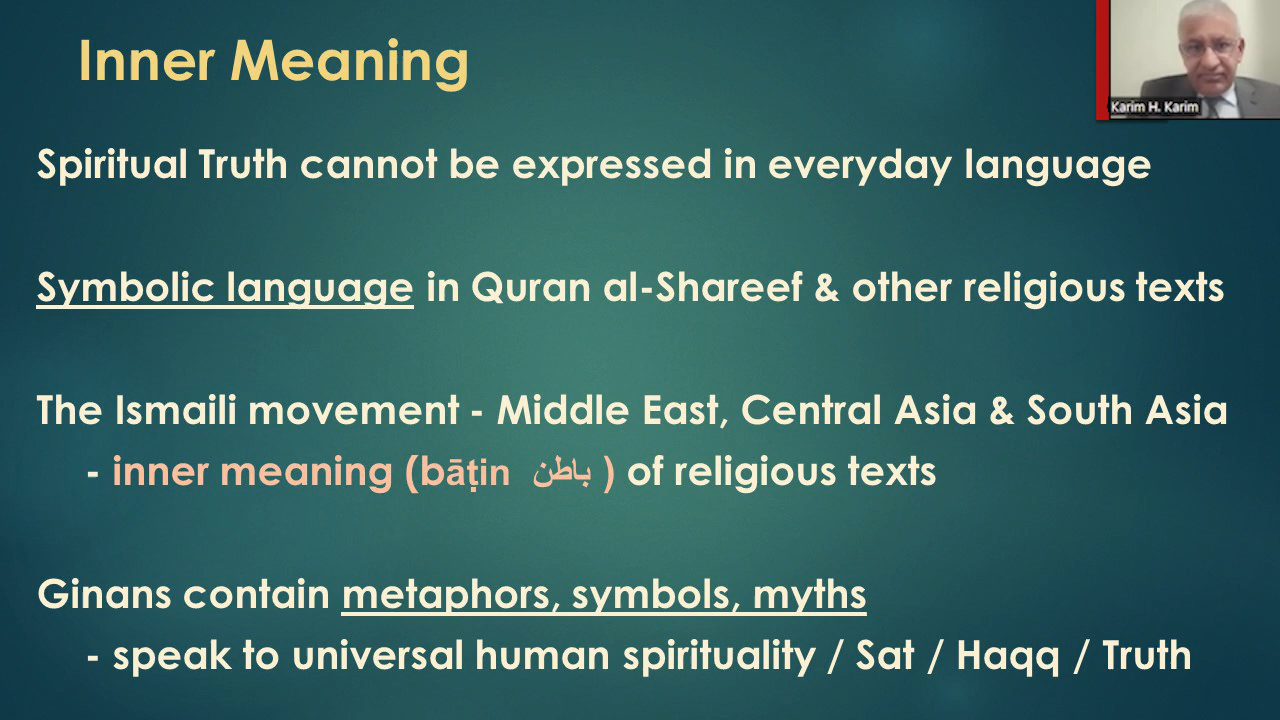 Inner Meaning
Karim H. Karim
Spiritual Truth cannot be expressed in everyday language
Symbolic language in Quran al-Shareef & other religious texts
The Ismaili movement - Middle East, Central Asia & South Asia
- inner meaning (bāṭin باطن ) of religious texts
Ginans contain metaphors, symbols, myths
- speak to universal human spirituality / Sat / Haqq / Truth